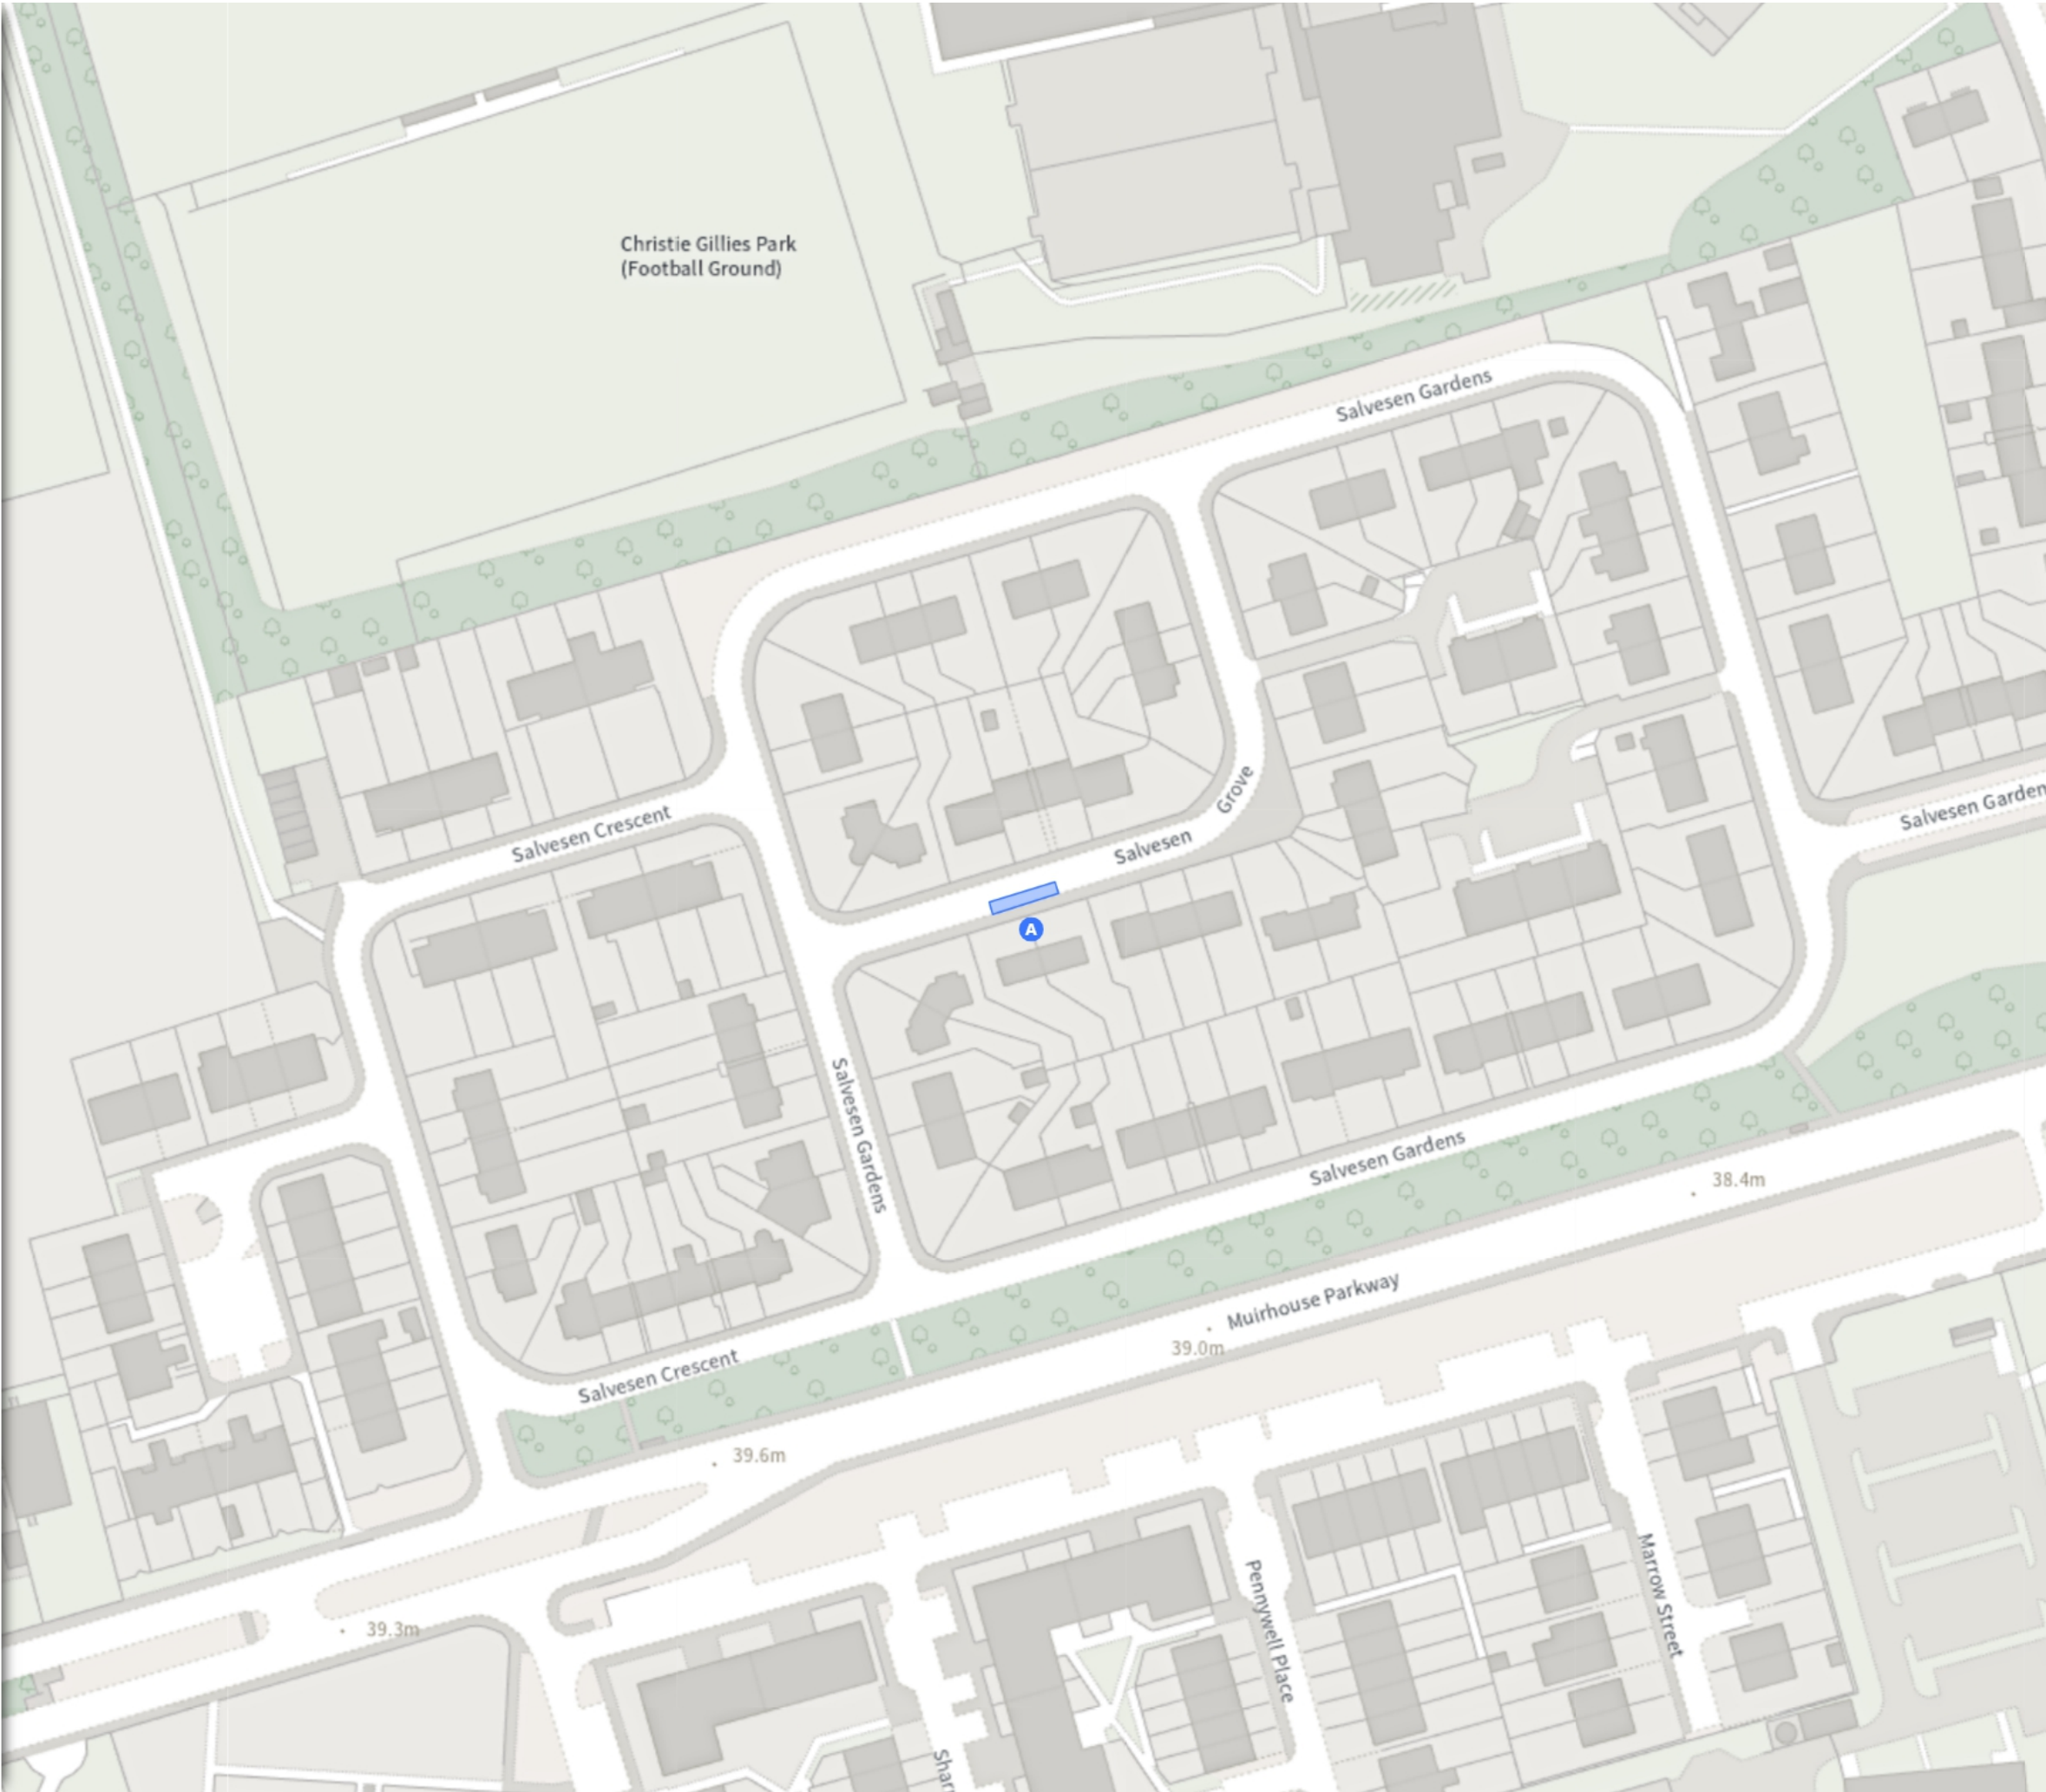 Christie Gillies Park
(Football Ground)
Salvesen Gardens
Salvesen Crescent
Salvesen
Grove
Salvesen Garden
A
Salvesen Gardens
Salvesen Gardens
38.4m
Muirhouse Parkway
39.0m
Salvesen Crescent
39.6m
39.3m
Pennywell Place
Marrow Street